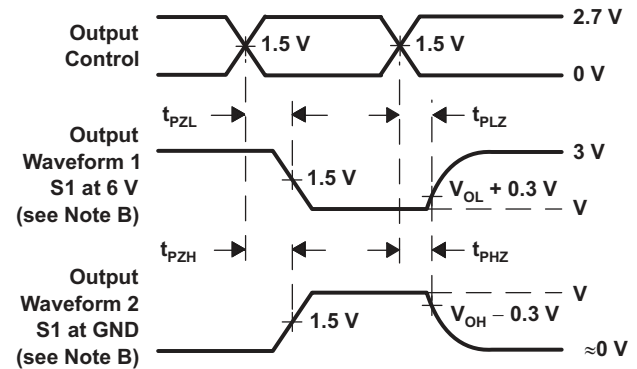 2.7 V
Output
Control
1.5 V
1.5 V
0 V
tPZL
tPLZ
Output
Waveform 1
S1 at 6 V
(see Note B)
3 V
1.5 V
VOL + 0.3 V
V
tPZH
tPHZ
Output
Waveform 2
S1 at GND
(see Note B)
V
1.5 V
VOH − 0.3 V
≈0 V